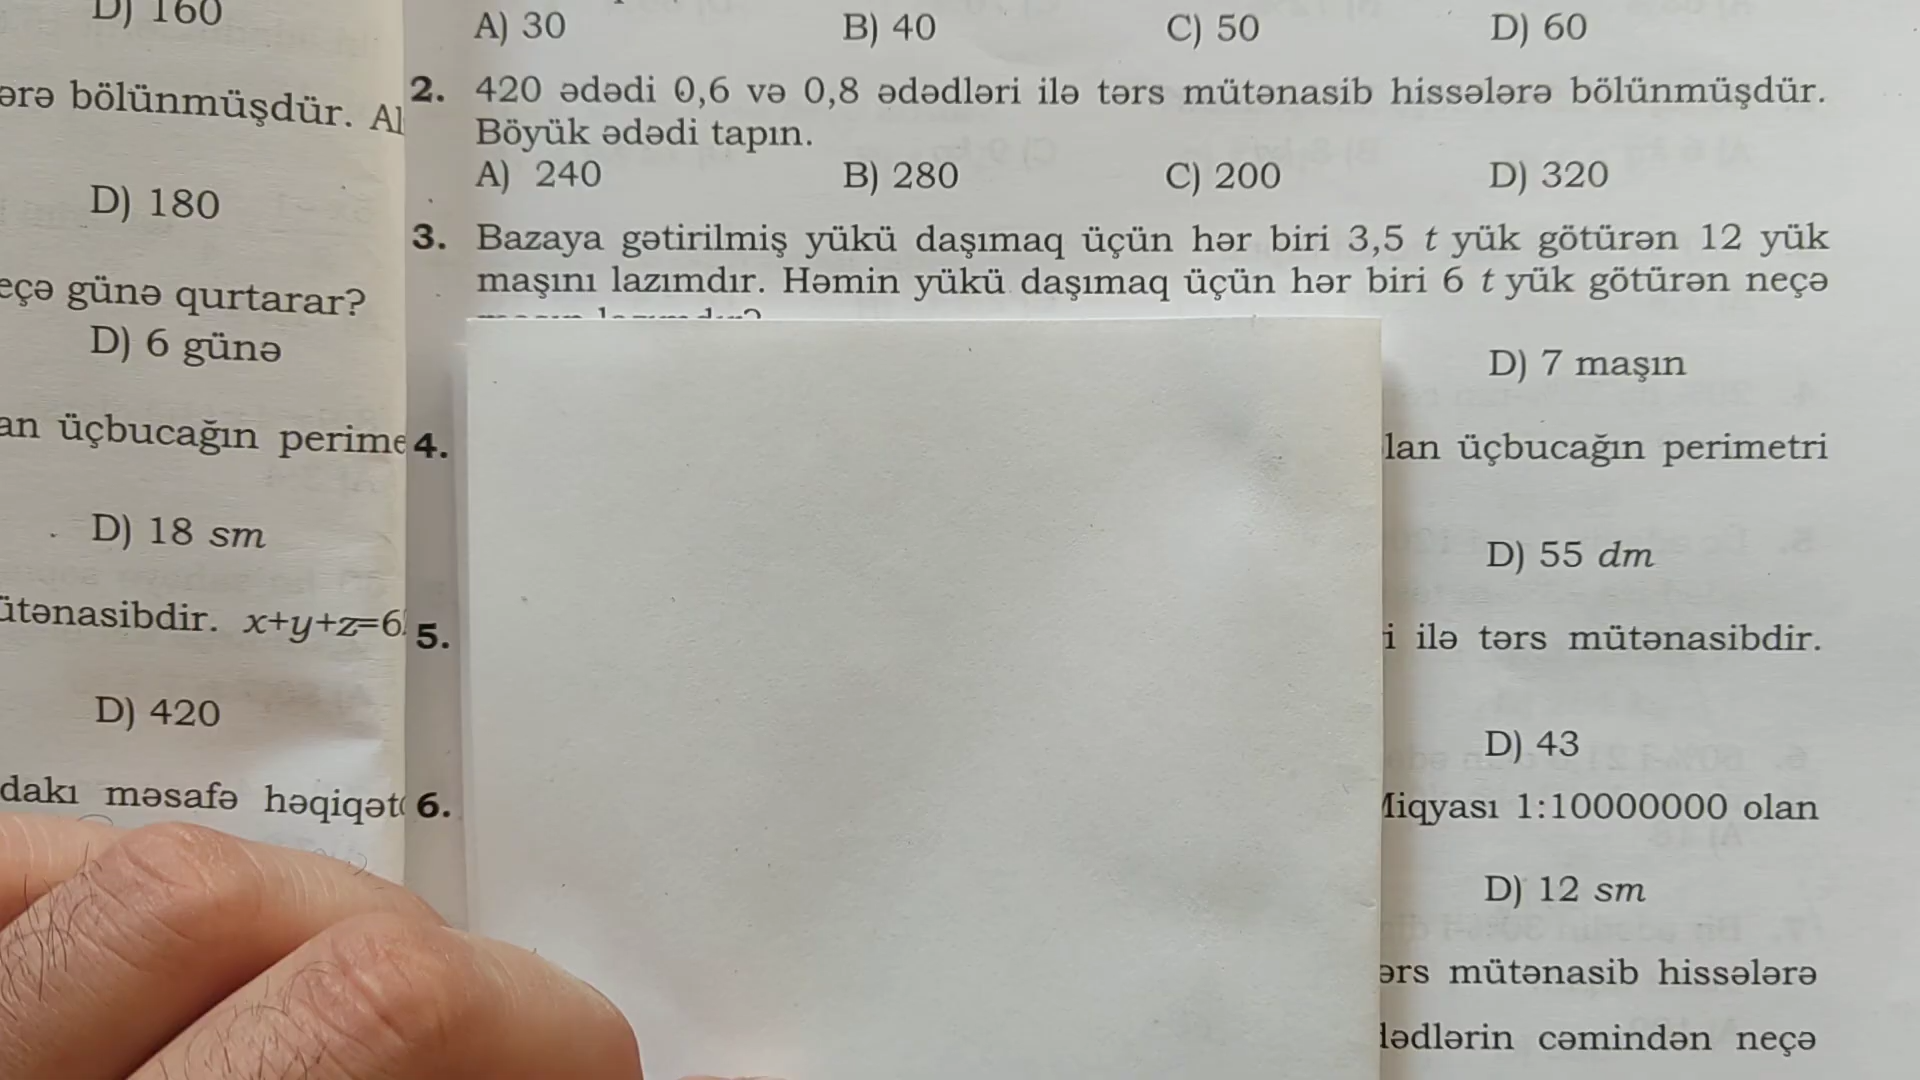 D) 160
ərə bölünmüşdür. Al
D) 180
eçə günə qurtarar?
D) 6 günə
an üçbucağın perime
D) 18 sm
ütənasibdir. x+y+z=6
D) 420
dakı məsafə həqiqət
A) 30 B) 40 C) 50 D) 60
2. 420 ədədi 0,6 və 0,8 ədədləri ilə tərs mütənasib hissələrə bölünmüşdür.
Böyük ədədi tapın.
A) 240 B) 280 C) 200 D) 320
3. Bazaya gətirilmiş yükü daşımaq üçün hər biri 3,5 t yük götürən 12 yük
maşını lazımdır. Həmin yükü daşımaq üçün hər biri 6 t yük götürən neçə
D) 7 maşın
4. lan üçbucağın perimetri
D) 55 dm
5. i ilə tərs mütənasibdir.
D) 43
6. Miqyası 1:10000000 olan
D) 12 sm
ərs mütənasib hissələrə
dədlərin cəmindən neçə